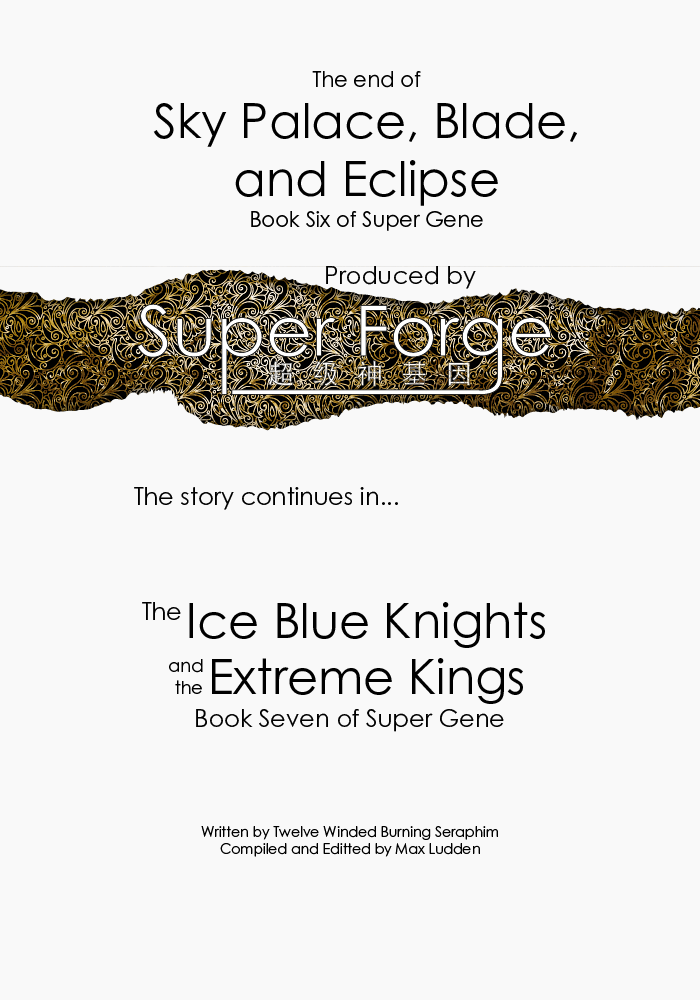 The end of
Sky Palace, Blade,
and Eclipse
Book Six of Super Gene
Produced by
Super Forge
超级神基因
The story continues in...
The Ice Blue Knights
and the Extreme Kings
Book Seven of Super Gene
Written by Twelve Winded Burning Seraphim
Compiled and Editted by Max Ludden